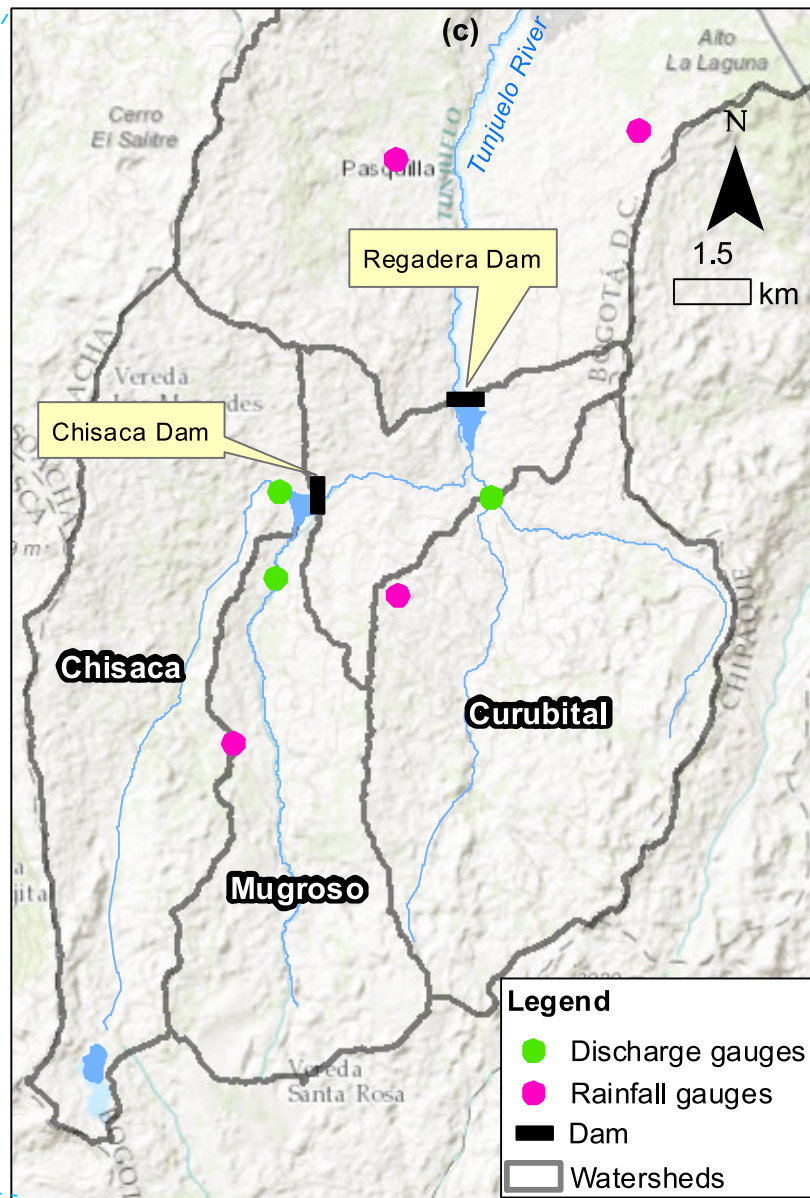 (c)
Tunjuelo River
Alto
La Laguna
Cerro
El Salitre
N
Pasquilla
TUNJUELO
1.5
km
Regadera Dam
BOGOTÁ, D.C.
Vereda
Chisaca Dam
Chisaca
Curubital
CHIPAQUE
Mugroso
Vereda
Santa Rosa
Legend
Discharge gauges
Rainfall gauges
Dam
Watersheds